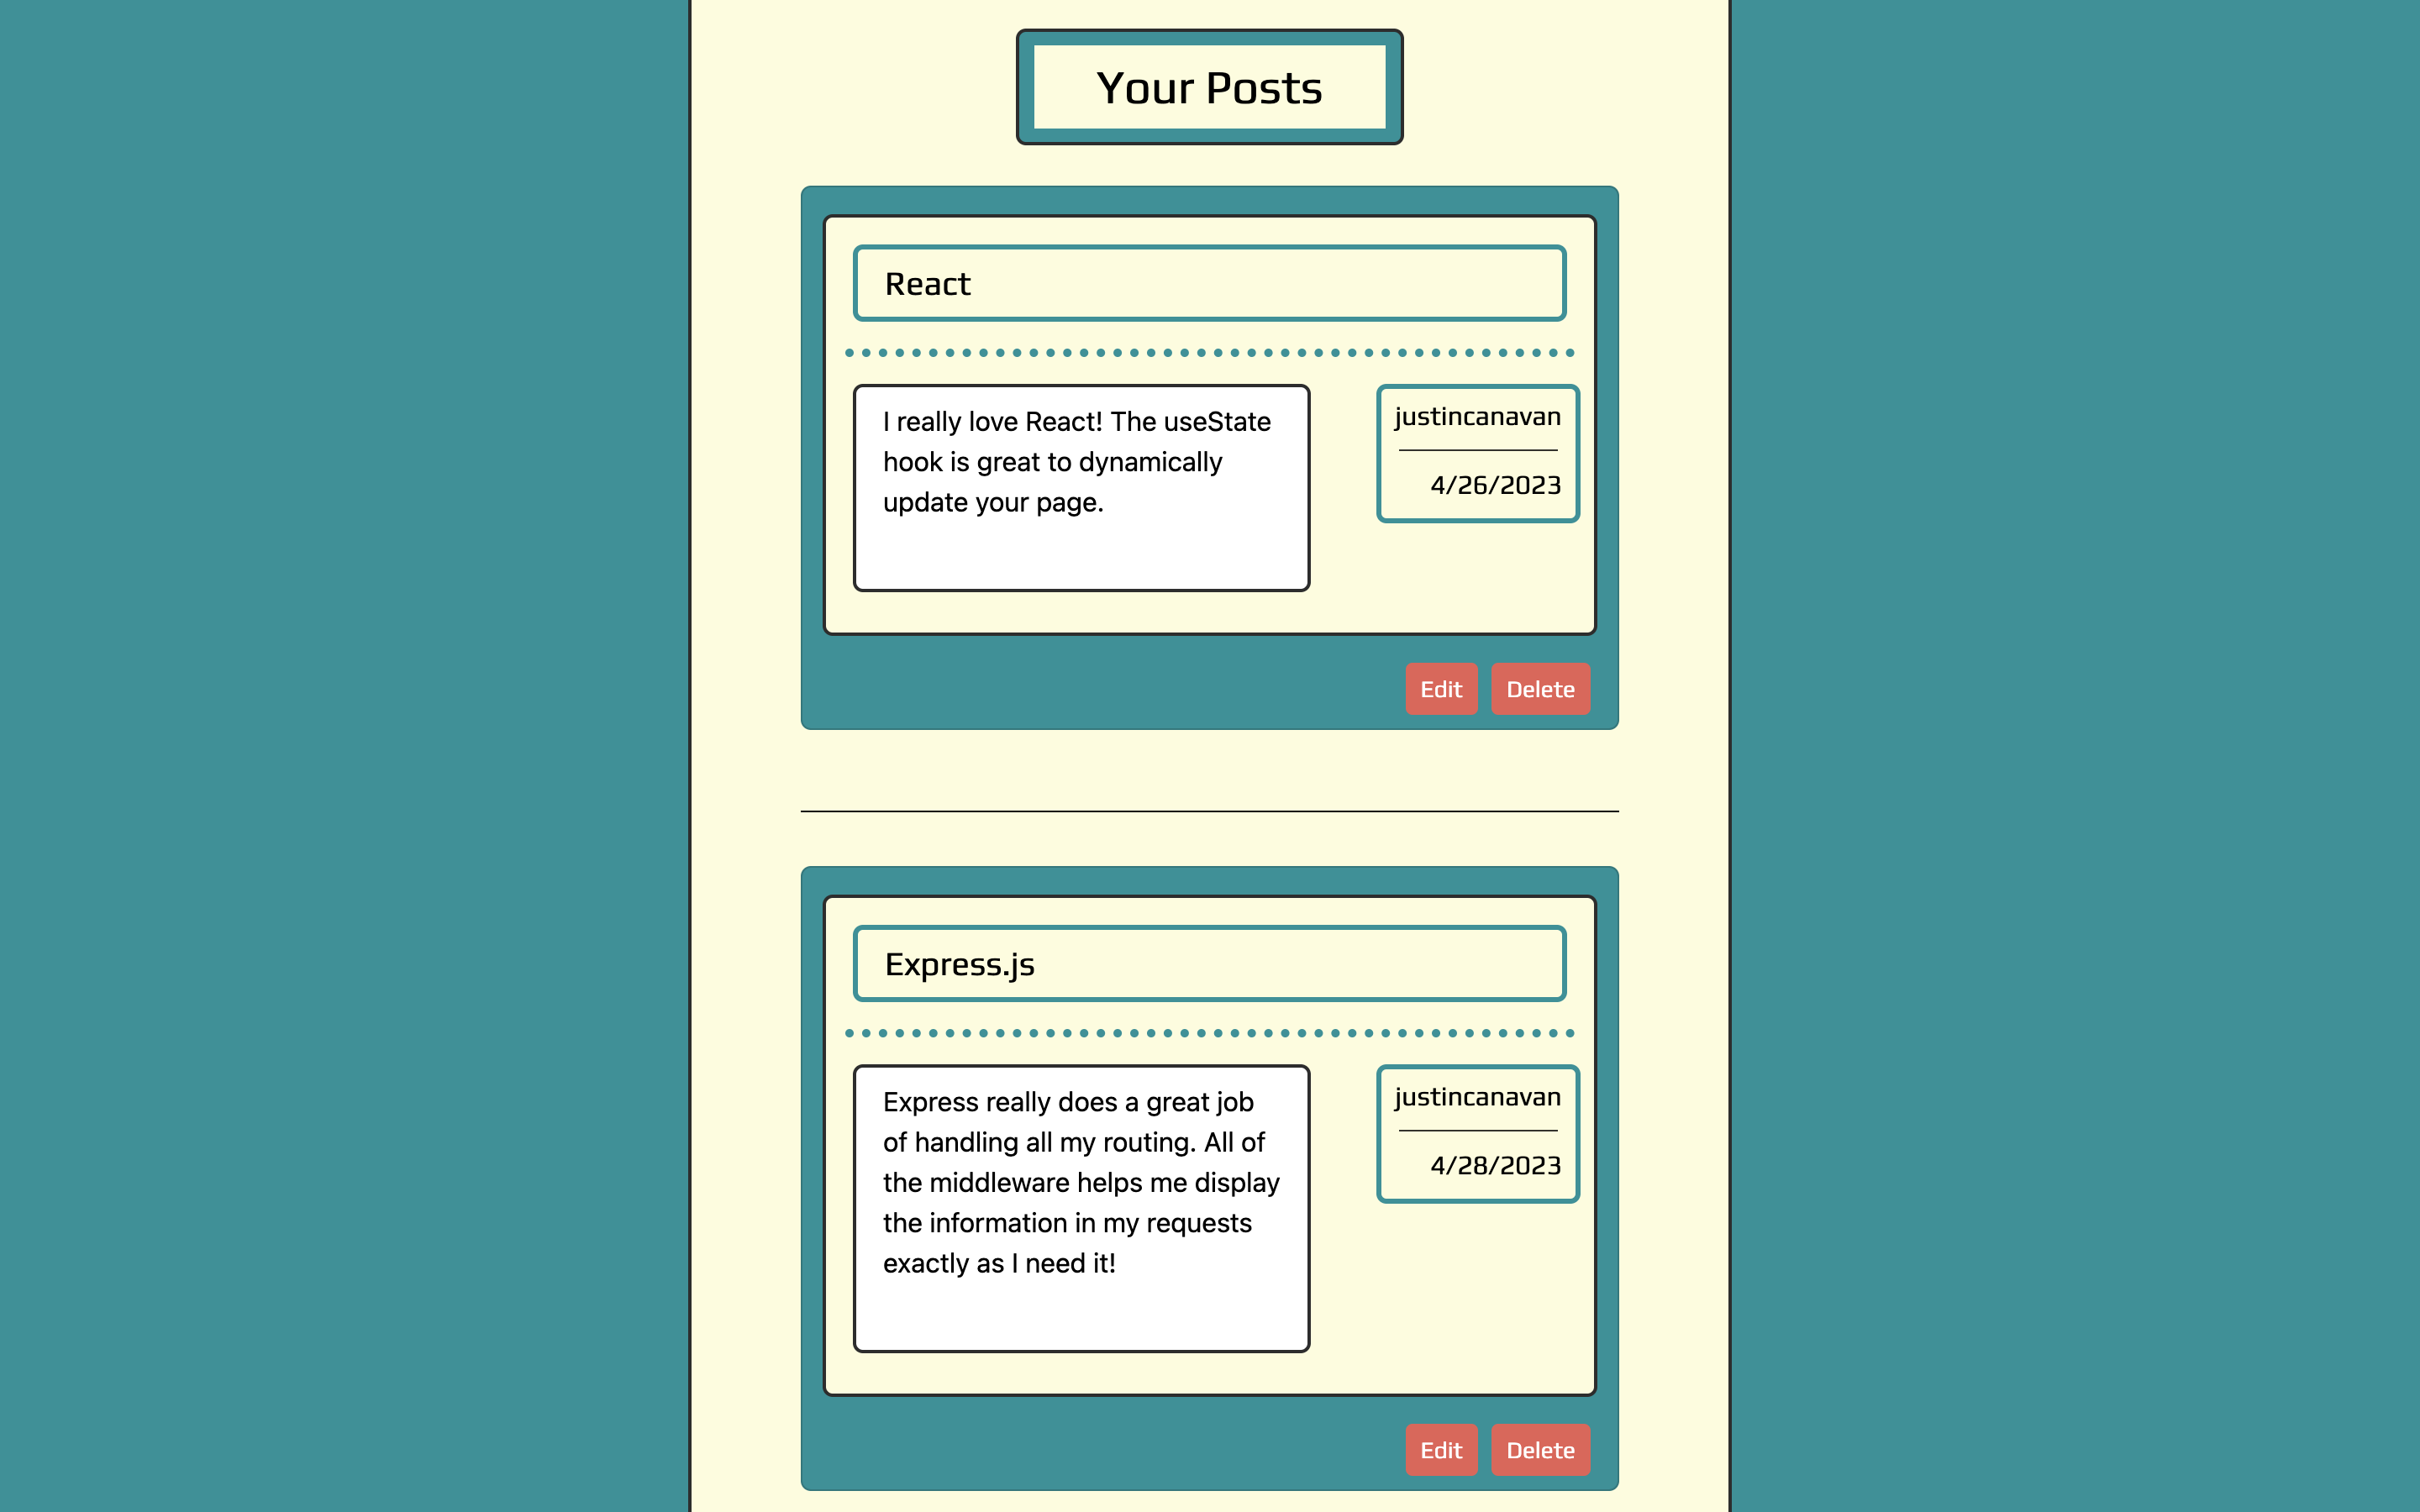 Your Posts
React
I really love React! The useState
hook is great to dynamically
update your page.
justincanavan
4/26/2023
Edit Delete
Express.js
Express really does a great job
of handling all my routing. All of
the middleware helps me display
the information in my requests
exactly as I need it!
justincanavan
4/28/2023
Edit Delete